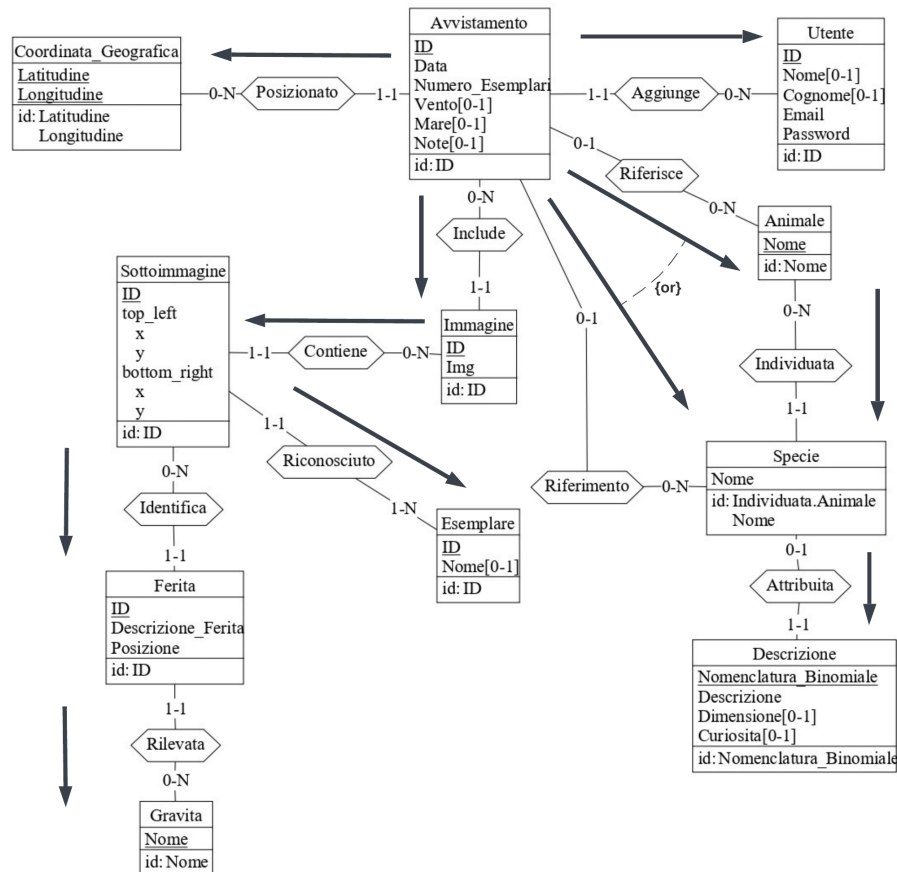 Avvistamento
ID
Data
Numero_Esemplari
Vento[0-1]
Mare[0-1]
Note[0-1]
id: ID
Coordinata_Geografica
Latitudine
Longitudine
id: Latitudine
Longitudine
0-N
Posizionato
1-1
1-1
Aggiunge
0-N
Utente
ID
Nome[0-1]
Cognome[0-1]
Email
Password
id: ID
0-1
Riferisce
0-N
Animale
Nome
id: Nome
0-N
Include
1-1
{or}
0-1
0-N
Individuata
1-1
Sottoimmagine
ID
top_left
x
y
bottom_right
x
y
id: ID
1-1
Contiene
0-N
Immagine
ID
Img
id: ID
1-1
Riconosciuto
1-N
Esemplare
ID
Nome[0-1]
id: ID
Riferimento
0-N
Specie
Nome
id: Individuata.Animale
Nome
0-1
Attribuita
1-1
0-N
Identifica
1-1
Ferita
ID
Descrizione_Ferita
Posizione
id: ID
Descrizione
Nomenclatura_Binomiale
Descrizione
Dimensione[0-1]
Curiosita[0-1]
id: Nomenclatura_Binomiale
1-1
Rilevata
0-N
Gravita
Nome
id: Nome